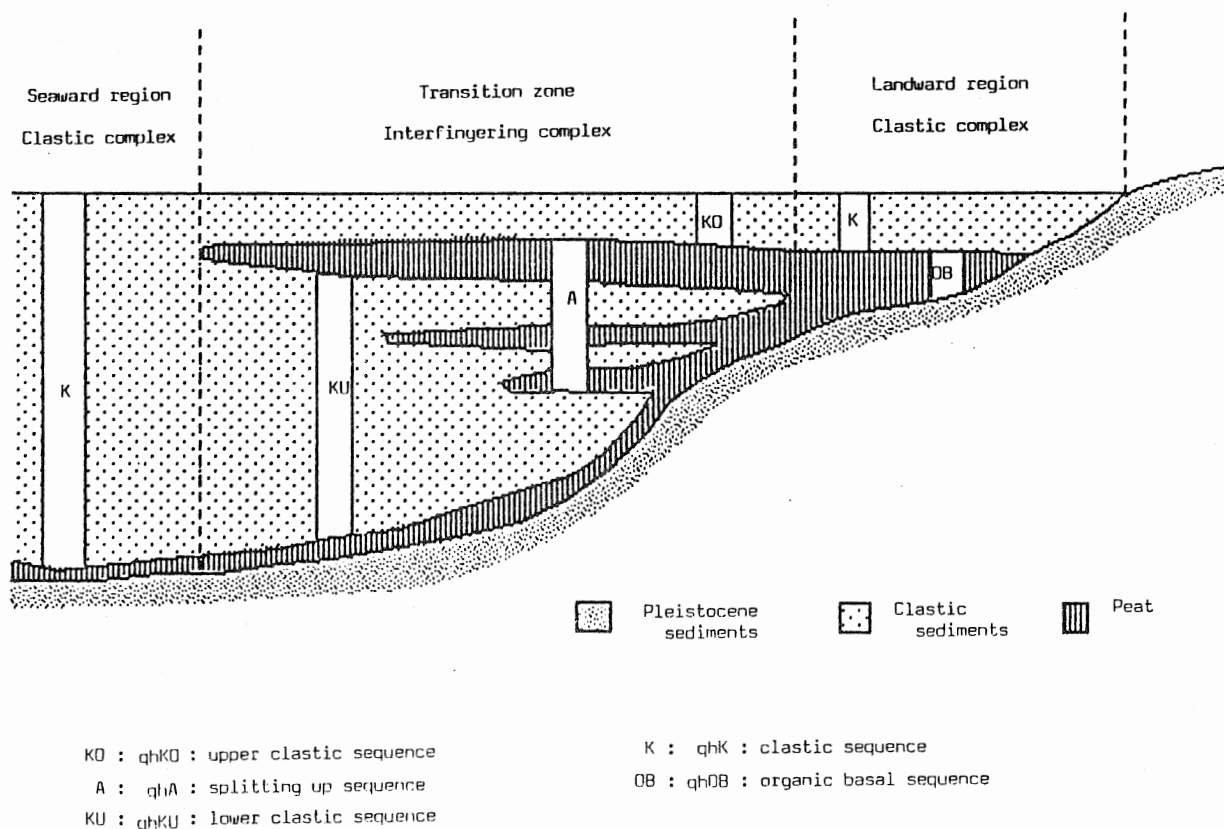 Seaward region
Clastic complex
Transition zone
Interfinyering complex
Landward region
Clastic complex
KO
K
OB
A
KU
K
Pleistocene
sediments
Clastic
sediments
Peat
KO : qhKO : upper clastic sequence
A : qhA : splitting up sequence
KU : qhKU : lower clastic sequence
K : qhK : clastic sequence
OB : qhOB : organic basal sequence